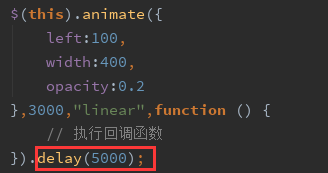 $(this).animate({
left:100,
width:400,
opacity:0.2
},3000,"linear",function () {
// 执行回调函数
}).delay(5000);